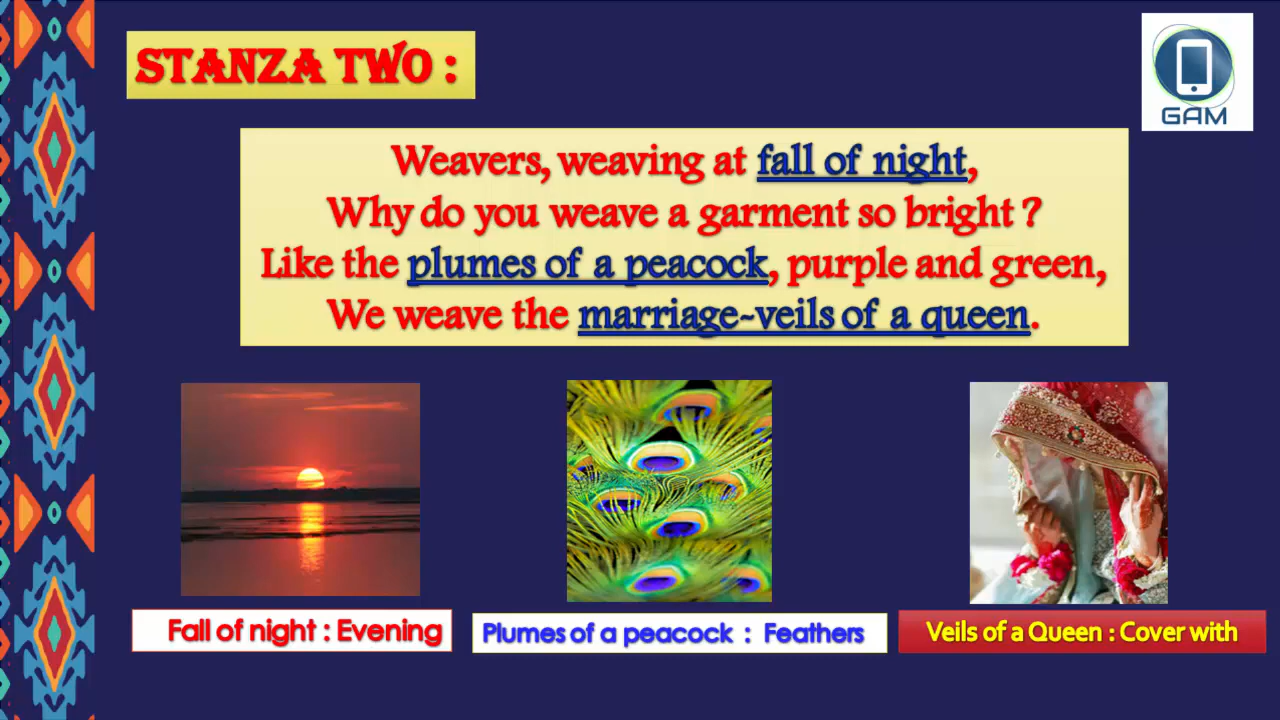 STANZA TWO :
GAM
Weavers, weaving at fall of night,
Why do you weave a garment so bright ?
Like the plumes of a peacock, purple and green,
We weave the marriage-veils of a queen.
Fall of night : Evening
Plumes of a peacock : Feathers
Veils of a Queen : Cover with